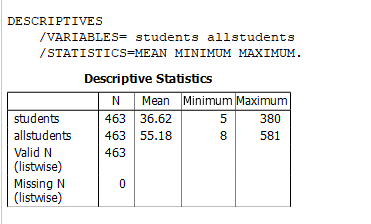 DESCRIPTIVES
/VARIABLES= students allstudents
/STATISTICS=MEAN MINIMUM MAXIMUM.
Descriptive Statistics
N Mean Minimum Maximum
students 463 36.62 5 380
allstudents 463 55.18 8 581
Valid N 463
(listwise)
Missing N 0
(listwise)